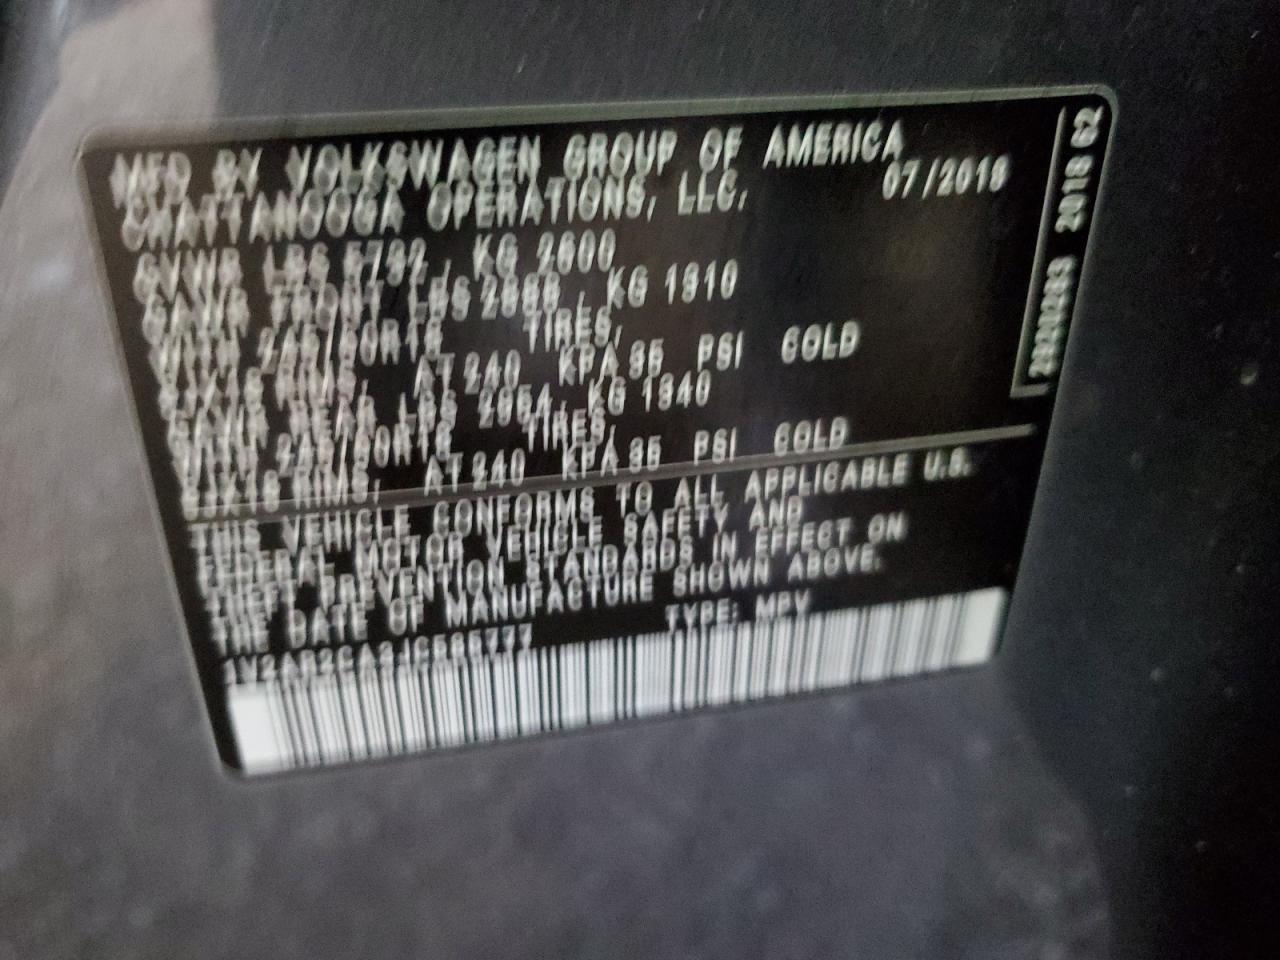 MFD BY VOLKSWAGEN GROUP OF AMERICA
CHATTANOOGA OPERATIONS, LLC.
07/2018
GVWR LBS 5732, KG 2600
GAWR FRONT LBS KG 1310
WITH 245/60R18 TIRES,
8JX18 RIMS, AT 240 KPA 35 PSI COLD
GAWR REAR LBS 2954, KG 1340
WITH 245/60R18 TIRES,
8JX18 RIMS, AT 240 KPA 35 PSI COLD
THIS VEHICLE CONFORMS TO ALL APPLICABLE U.S.
FEDERAL MOTOR VEHICLE SAFETY AND
THEFT PREVENTION STANDARDS IN EFFECT ON
THE DATE OF MANUFACTURE SHOWN ABOVE.
TYPE: MPV
2018 G2